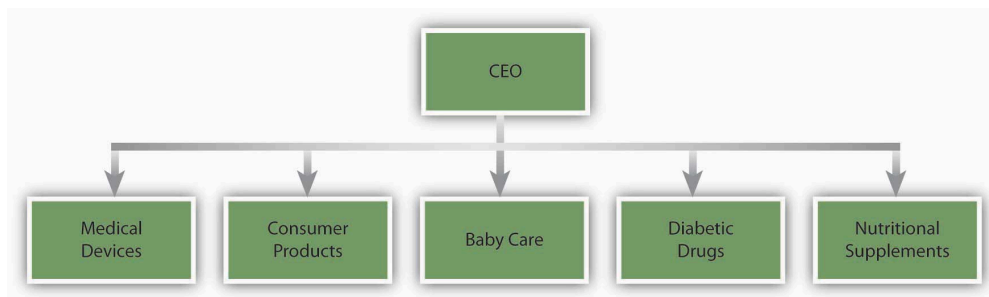 CEO
Medical
Devices
Consumer
Products
Baby Care
Diabetic
Drugs
Nutritional
Supplements